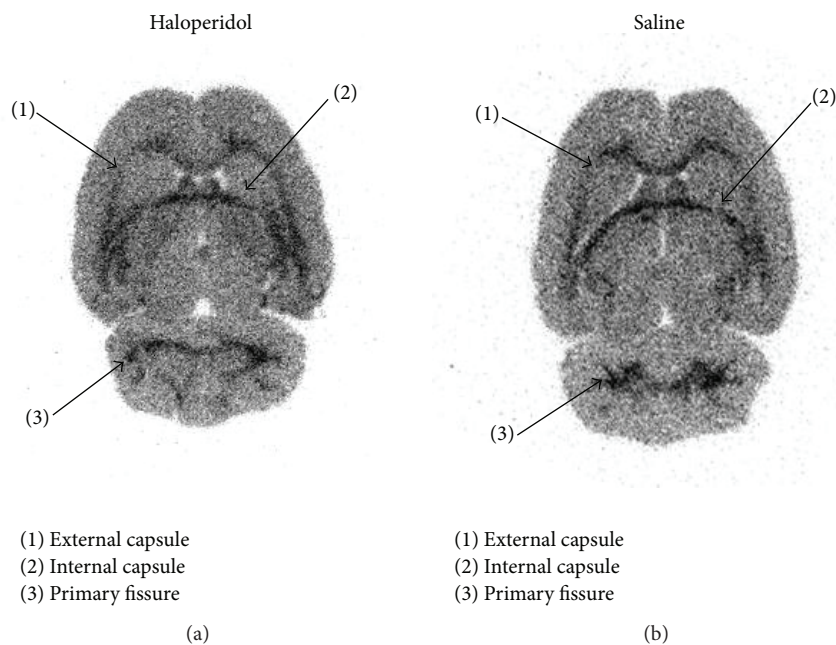 Haloperidol
(1)
(2)
(3)
(1) External capsule
(2) Internal capsule
(3) Primary fissure
(a)
Saline
(1)
(2)
(3)
(1) External capsule
(2) Internal capsule
(3) Primary fissure
(b)